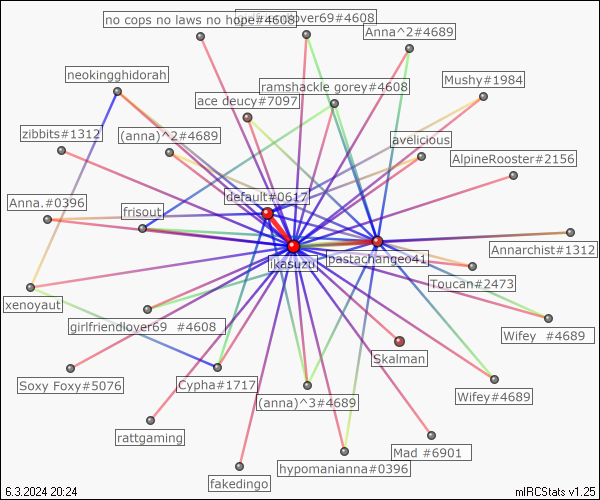 no cops no laws no hope#4608
over69#4608
Anna^2#4689
neokingghidorah
Mushy#1984
ramshackle gorey#4608
ace deucy#7097
zibbits#1312
(anna)^2#4689
avelicious
AlpineRooster#2156
default#0617
Anna.#0396
frisout
Annarchist#1312
pastachangeo41
ikasuzu
Toucan#2473
xenoyaut
girlfriendlover69 #4608
Wifey #4689
Skalman
Soxy Foxy#5076
Cypha#1717
Wifey#4689
(anna)^3#4689
rattgaming
Mad #6901
hypomanianna#0396
fakedingo
6.3.2024 20:24
mIRCStats v1.25